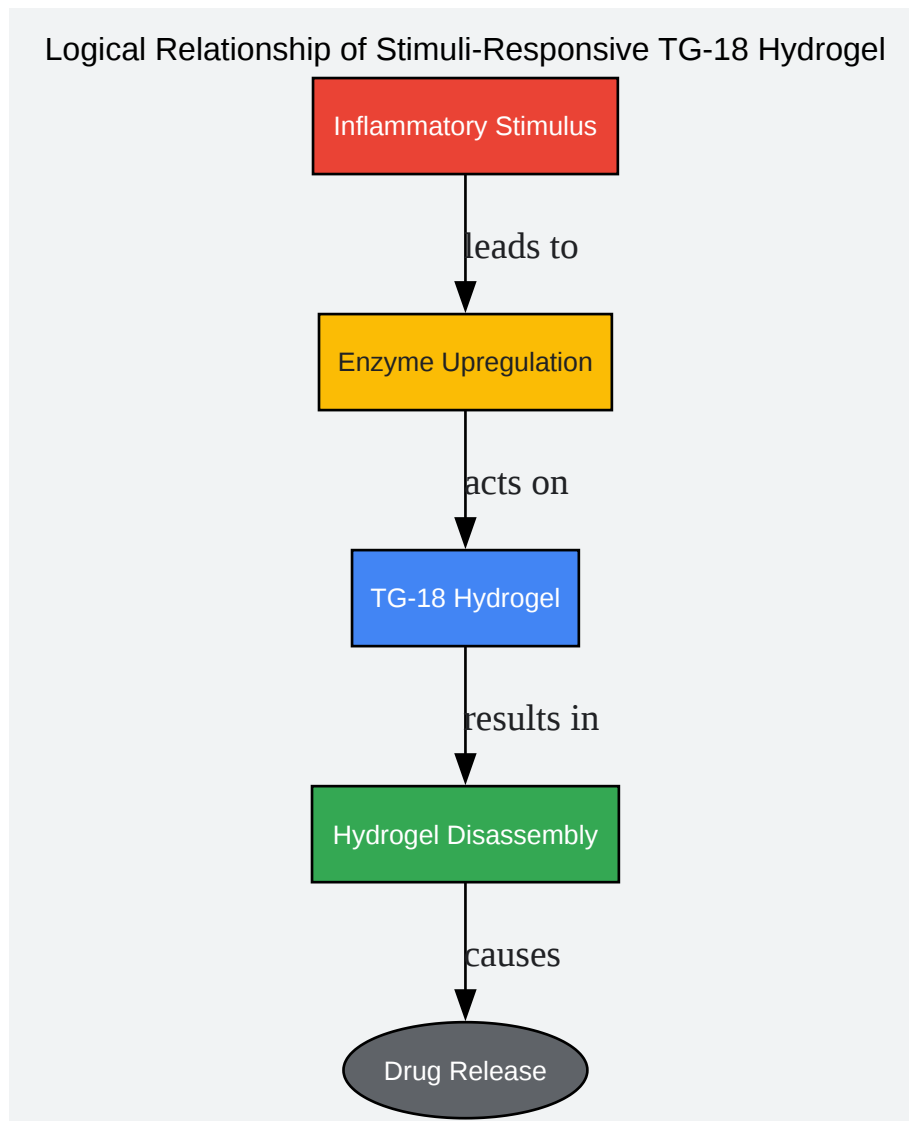 Logical Relationship of Stimuli-Responsive TG-18 Hydrogel
Inflammatory Stimulus
leads to
Enzyme Upregulation
acts on
TG-18 Hydrogel
results in
Hydrogel Disassembly
causes
Drug Release